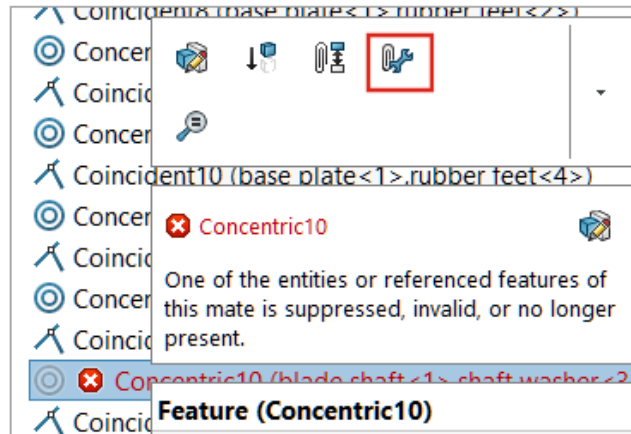 Coincident8 (base plate<1>,rubber feet<2>)
Concen
Coincid
Concen
Coincident10 (base plate<1>,rubber feet<4>)
Concen
Concentric10
Coincid
One of the entities or referenced features of
Concen
this mate is suppressed, invalid, or no longer
Coincid
present.
Concentric10 (blade shaft<1>,shaft washer<3
Coincid
Feature (Concentric10)